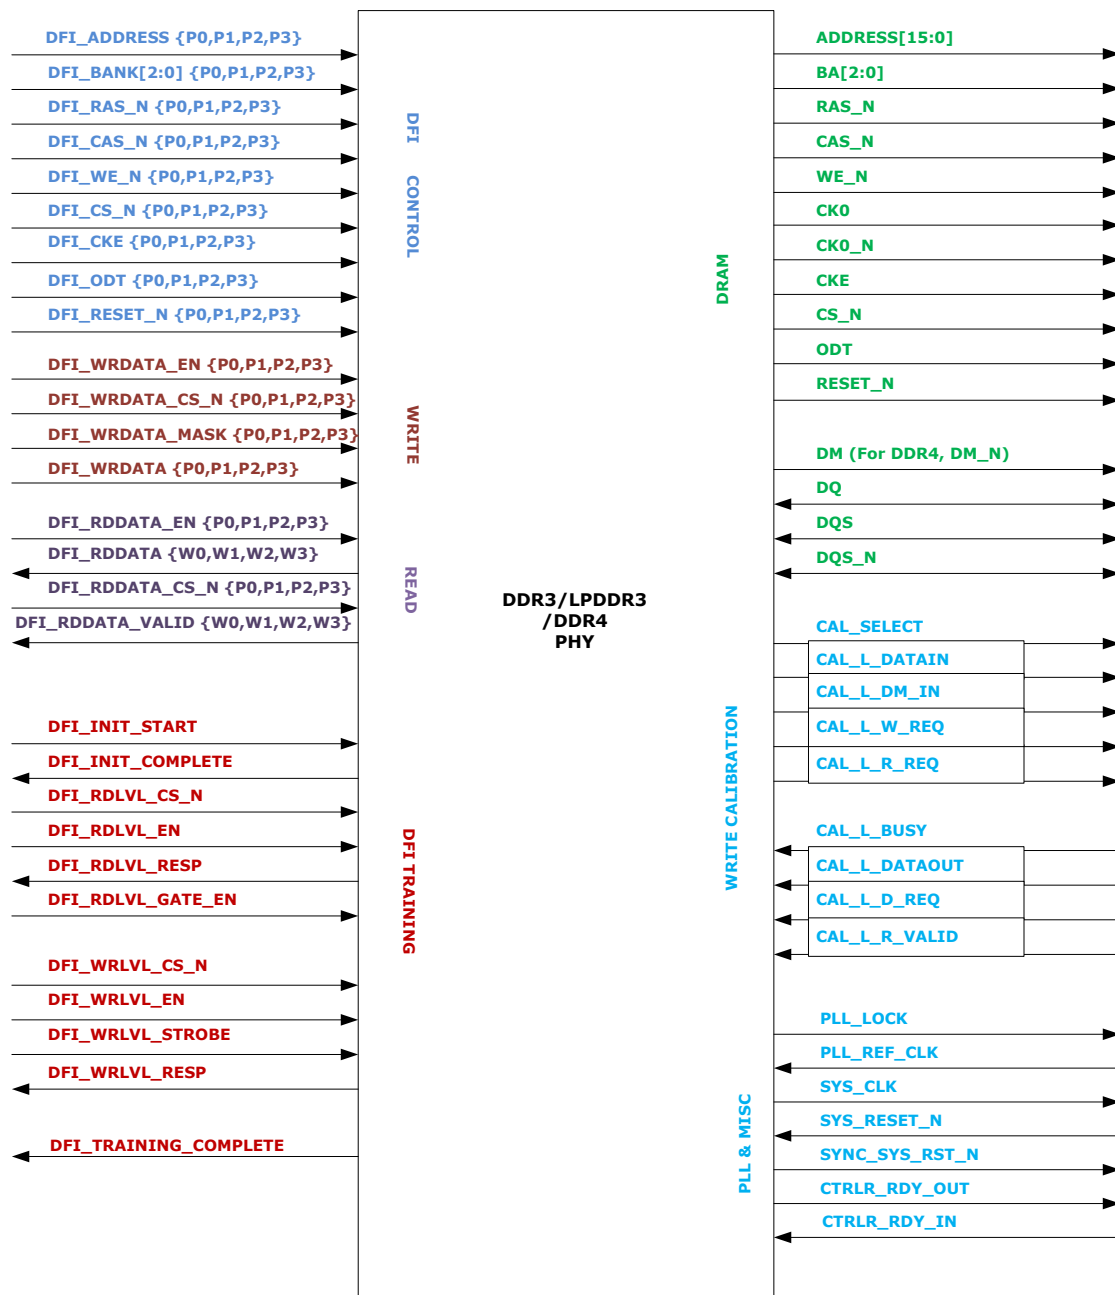 DFI_ADDRESS {P0,P1,P2,P3}
DFI_BANK[2:0] {P0,P1,P2,P3}
DFI_RAS_N {P0,P1,P2,P3}
DFI_CAS_N {P0,P1,P2,P3}
DFI_WE_N {P0,P1,P2,P3}
DFI_CS_N {P0,P1,P2,P3}
DFI_CKE {P0,P1,P2,P3}
DFI_ODT {P0,P1,P2,P3}
DFI_RESET_N {P0,P1,P2,P3}
DFI CONTROL
DFI_WRDATA_EN {P0,P1,P2,P3}
DFI_WRDATA_CS_N {P0,P1,P2,P3}
DFI_WRDATA_MASK {P0,P1,P2,P3}
DFI_WRDATA {P0,P1,P2,P3}
WRITE
DFI_RDDATA_EN {P0,P1,P2,P3}
DFI_RDDATA {W0,W1,W2,W3}
DFI_RDDATA_CS_N {P0,P1,P2,P3}
DFI_RDDATA_VALID {W0,W1,W2,W3}
READ
DFI_INIT_START
DFI_INIT_COMPLETE
DFI_RDLVL_CS_N
DFI_RDLVL_EN
DFI_RDLVL_RESP
DFI_RDLVL_GATE_EN
DFI_WRLVL_CS_N
DFI_WRLVL_EN
DFI_WRLVL_STROBE
DFI_WRLVL_RESP
DFI_TRAINING_COMPLETE
DFI TRAINING
DDR3/LPDDR3
/DDR4
PHY
DRAM
ADDRESS[15:0]
BA[2:0]
RAS_N
CAS_N
WE_N
CK0
CK0_N
CKE
CS_N
ODT
RESET_N
DM (For DDR4, DM_N)
DQ
DQS
DQS_N
WRITE CALIBRATION
CAL_SELECT
CAL_L_DATAIN
CAL_L_DM_IN
CAL_L_W_REQ
CAL_L_R_REQ
CAL_L_BUSY
CAL_L_DATAOUT
CAL_L_D_REQ
CAL_L_R_VALID
PLL & MISC
PLL_LOCK
PLL_REF_CLK
SYS_CLK
SYS_RESET_N
SYNC_SYS_RST_N
CTRLR_RDY_OUT
CTRLR_RDY_IN